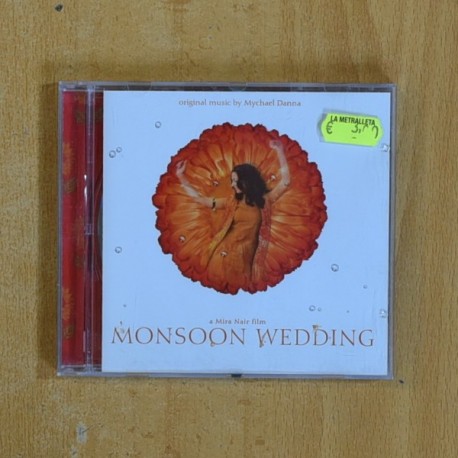 original music by Mychael Danna
LA METRALLETA
€
a Mira Nair film
MONSOON WEDDING